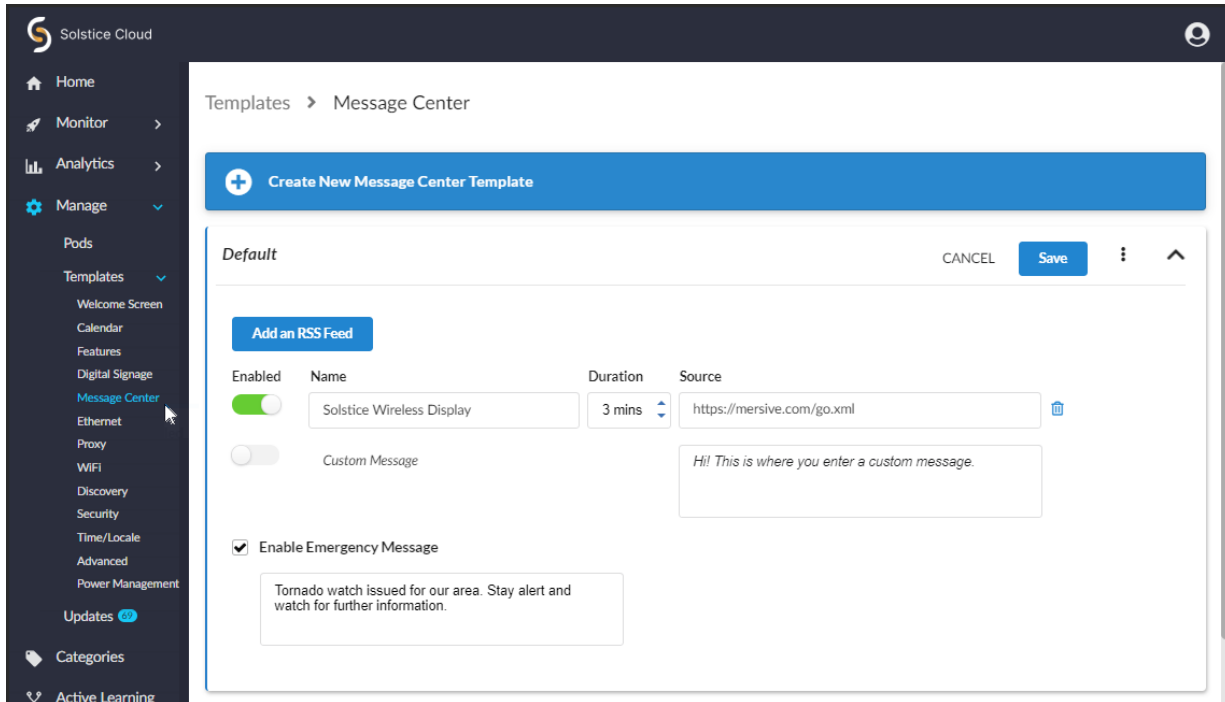 Solstice Cloud
Home
Monitor
Analytics
Manage
Pods
Templates
Welcome Screen
Calendar
Features
Digital Signage
Message Center
Ethernet
Proxy
WiFi
Discovery
Security
Time/Locale
Advanced
Power Management
Updates 69
Categories
Active Learning
Templates > Message Center
Create New Message Center Template
Default
CANCEL
Save
Add an RSS Feed
Enabled Name Duration Source
Solstice Wireless Display 3 mins https://mersive.com/go.xml
Custom Message Hi! This is where you enter a custom message.
Enable Emergency Message
Tornado watch issued for our area. Stay alert and
watch for further information.